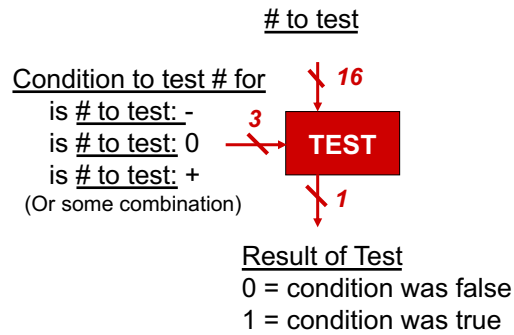 # to test
16
Condition to test # for
is # to test: -
is # to test: 0
is # to test: +
(Or some combination)
3
TEST
1
Result of Test
0 = condition was false
1 = condition was true